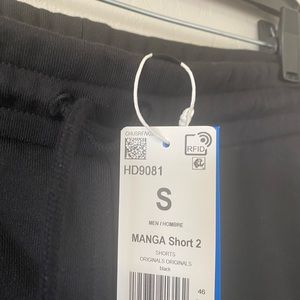 RFID
HD9081
S
MEN / HOMBRE
MANGA Short 2
SHORTS
ORIGINALS ORIGINALS
black
46